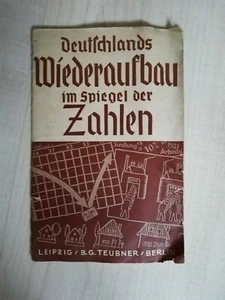 Deutschlands
Wiederaufbau
im Spiegel der
Zahlen
LEIPZIG / B.G. TEUBNER / BERLIN